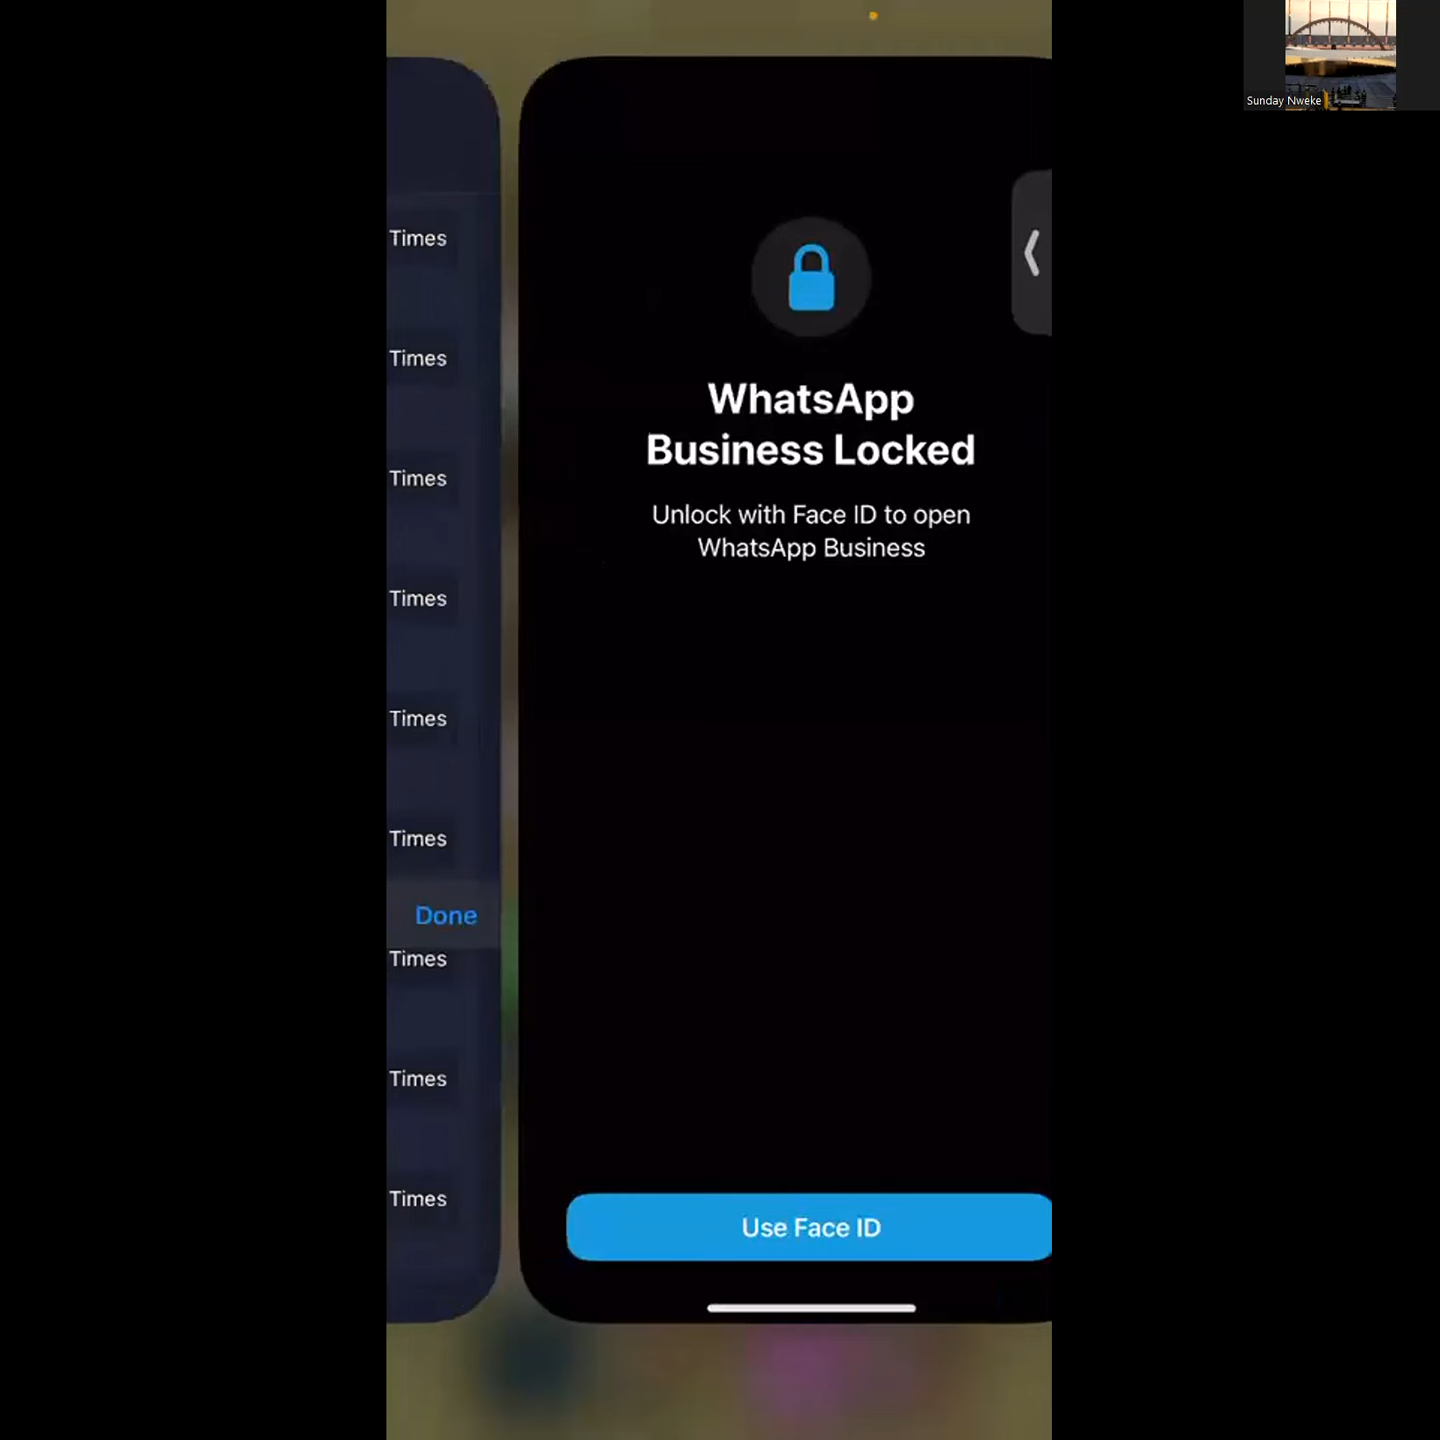 Sunday Nweke
Times
Times
Times
Times
Times
Times
Done
Times
Times
Times
WhatsApp
Business Locked
Unlock with Face ID to open
WhatsApp Business
Use Face ID